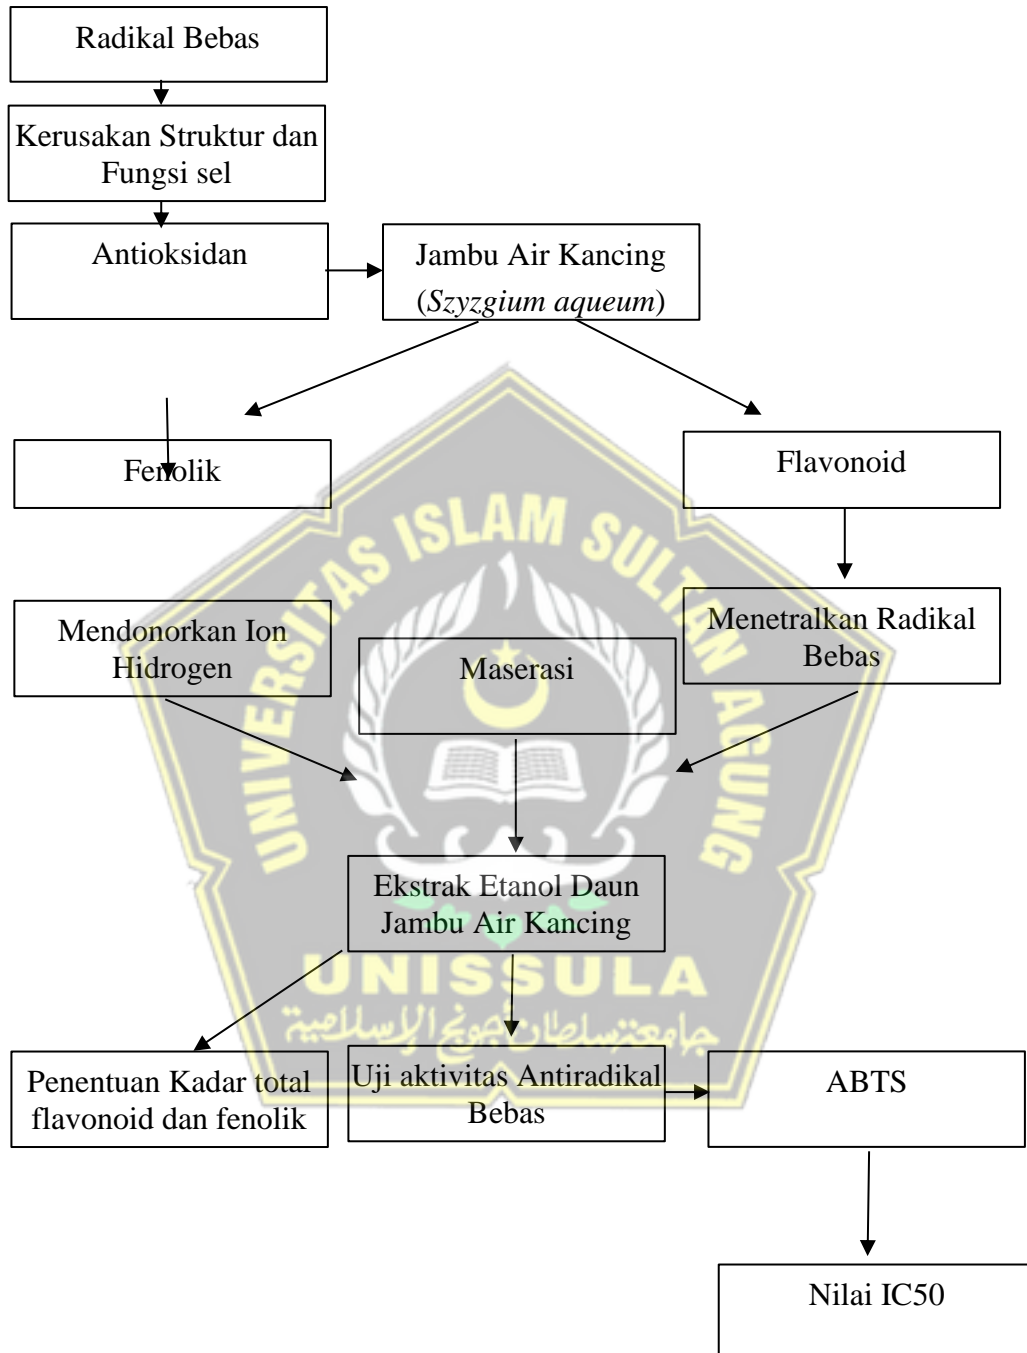 Radikal Bebas
Kerusakan Struktur dan
Fungsi sel
Antioksidan
Jambu Air Kancing
(Szyzgium aqueum)
Fenolik
Flavonoid
UNIVERSITAS ISLAM SULTAN AGUNG
Mendonorkan Ion
Hidrogen
Maserasi
Menetralkan Radikal
Bebas
Ekstrak Etanol Daun
Jambu Air Kancing
UNISSULA
جامعة سلطان أجونج الإسلامية
Penentuan Kadar total
flavonoid dan fenolik
Uji aktivitas Antiradikal
Bebas
ABTS
Nilai IC50